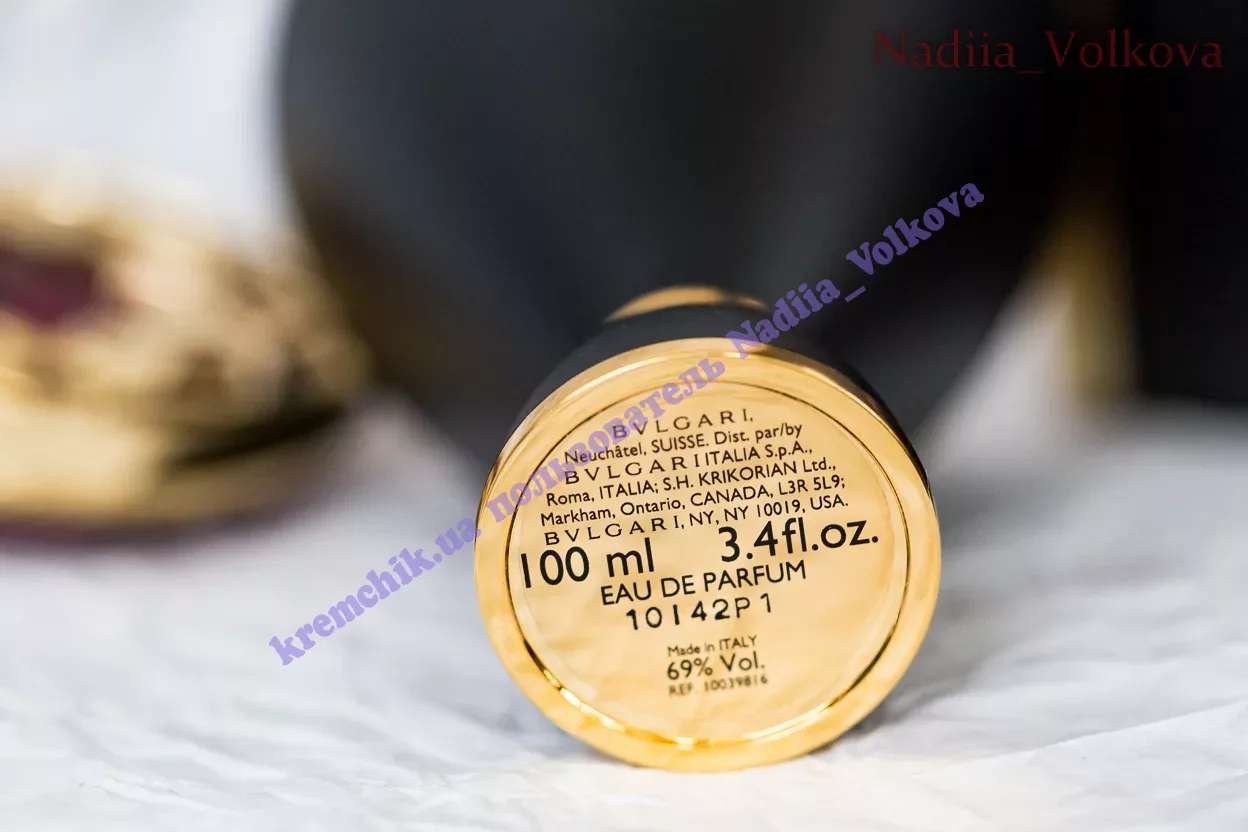 Nadiia_Volkova
kremchik.ua пользователь Nadiia_Volkova
BVLGARI,
Neuchâtel, SUISSE. Dist. par/by
BVLGARI ITALIA S.p.A.,
Roma, ITALIA; S.H. KRIKORIAN Ltd.,
Markham, Ontario, CANADA, L3R 5L9;
BVLGARI, NY, NY 10019, USA.
100 ml 3.4fl.oz.
EAU DE PARFUM
10142P1
Made in ITALY
69% Vol.
REF. 10039816